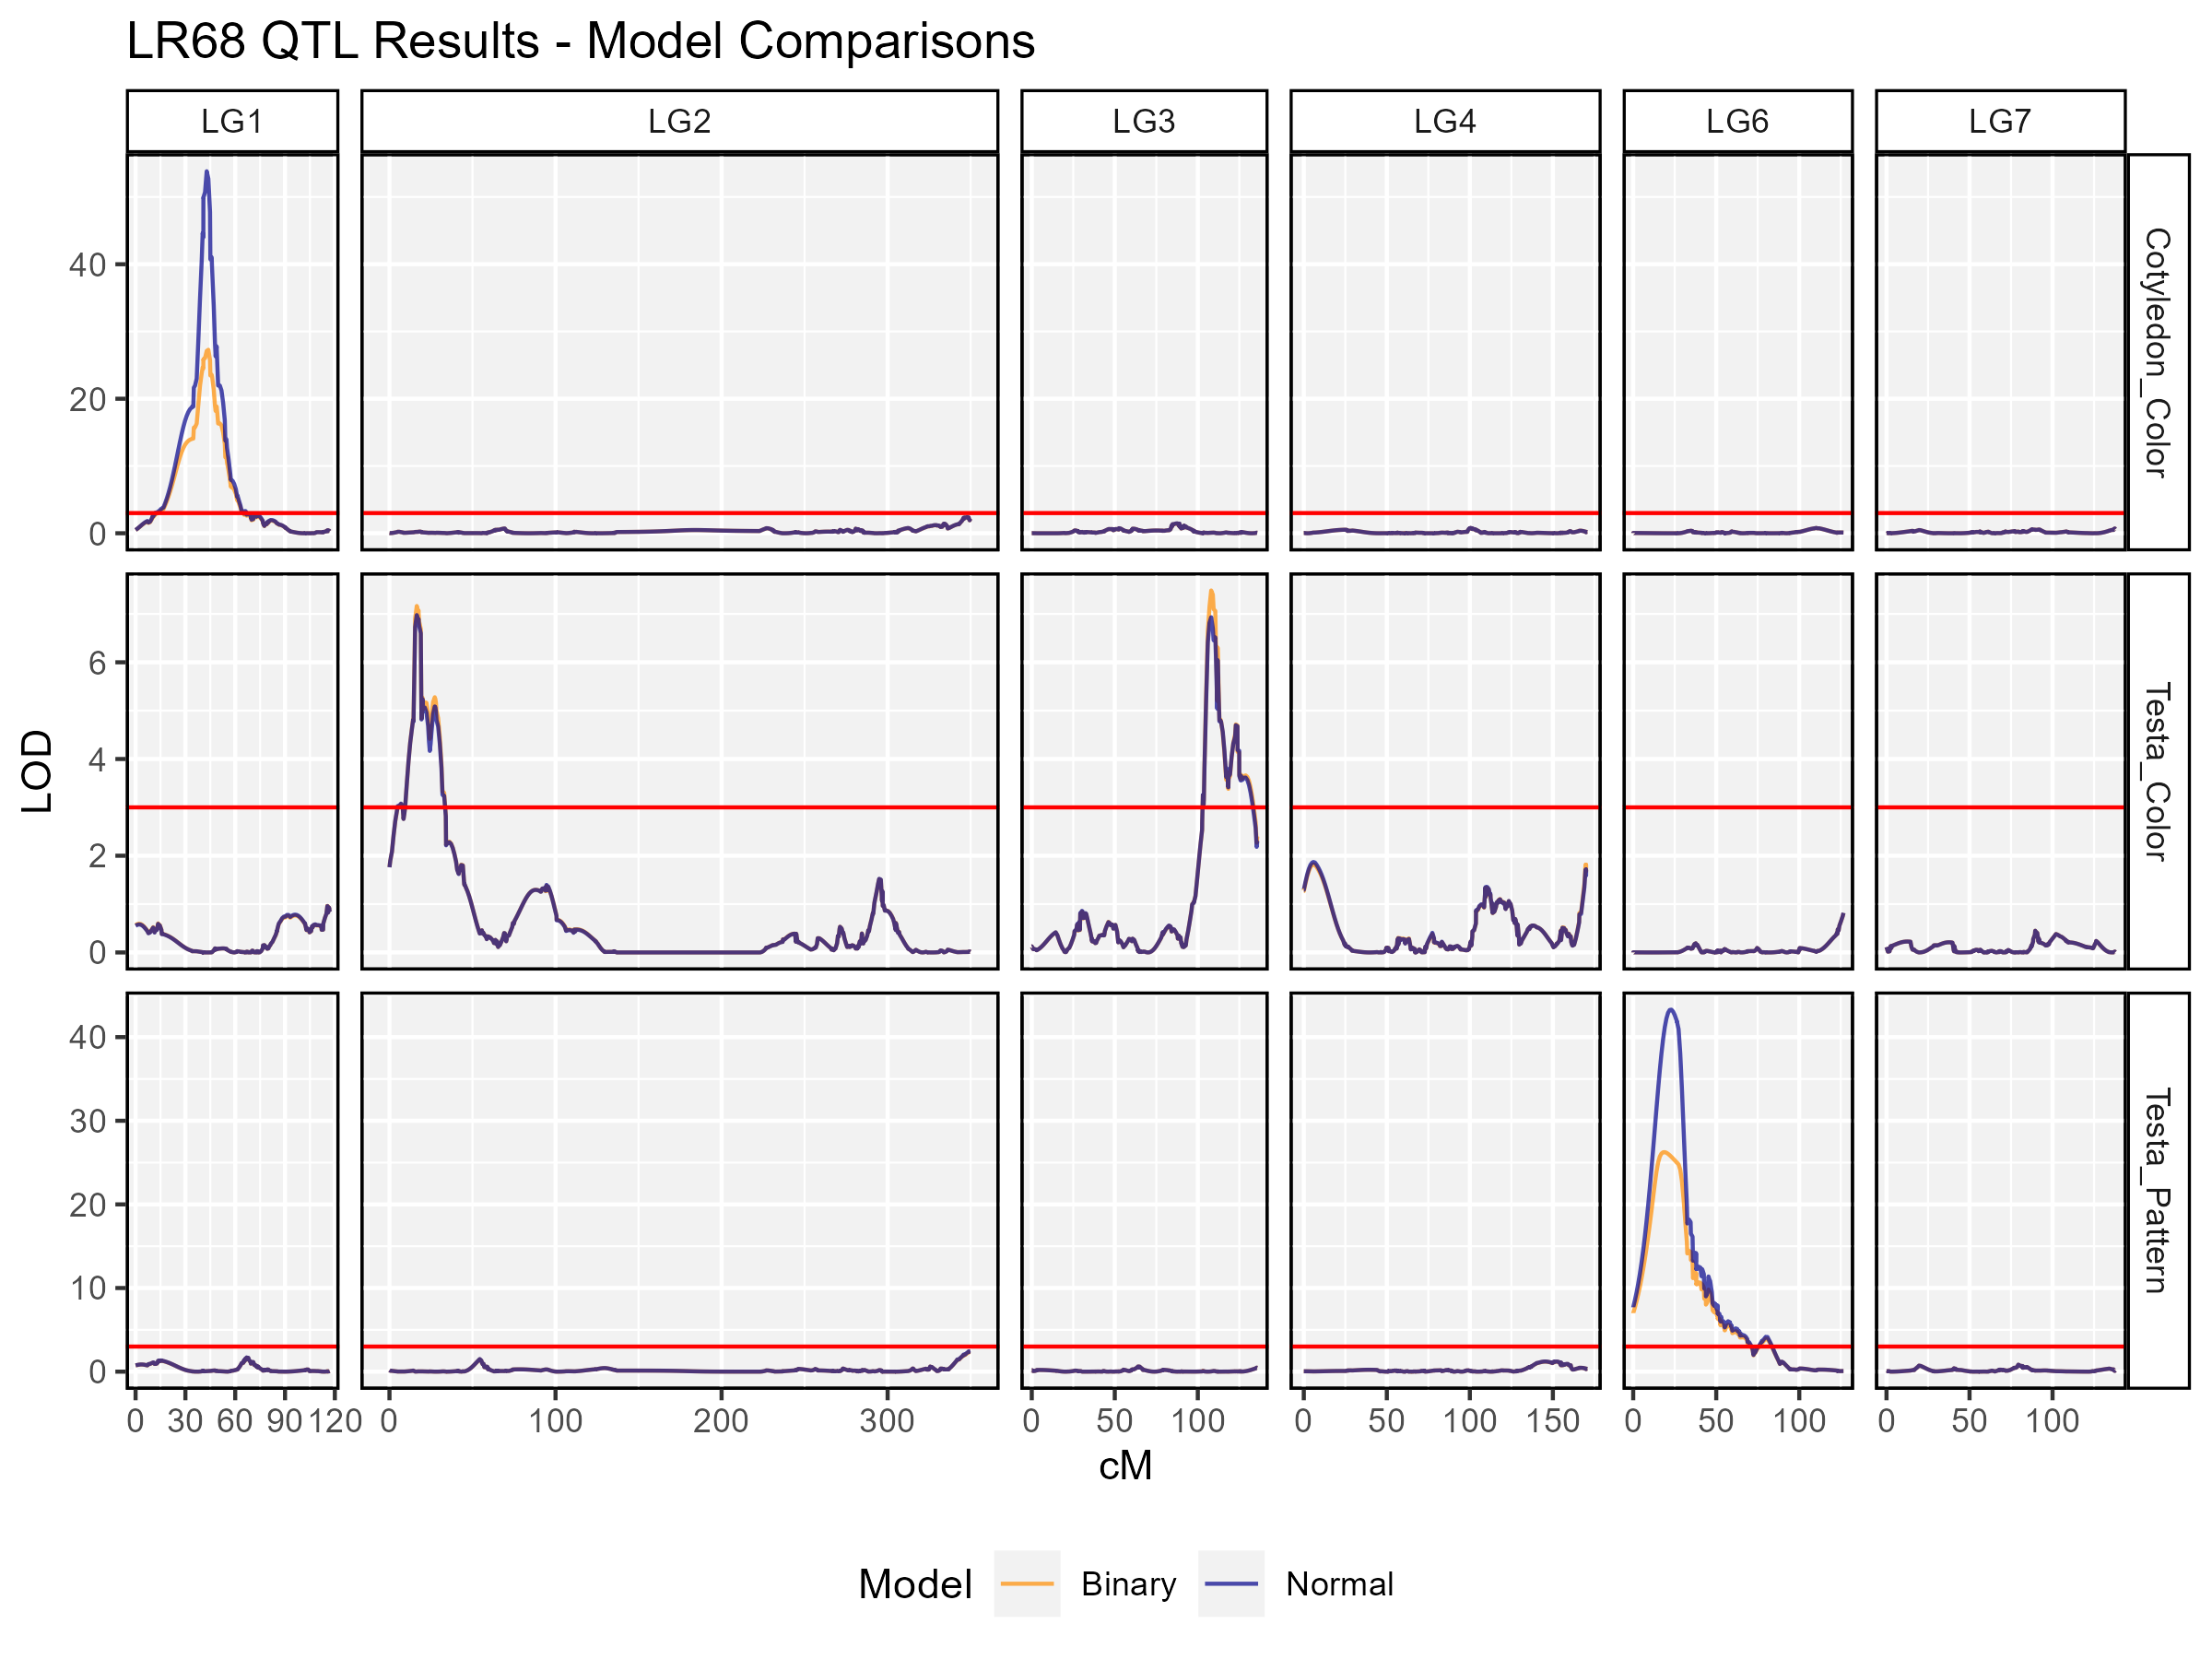 LR68 QTL Results - Model Comparisons
LG1 LG2 LG3 LG4 LG6 LG7
40
20
0
Cotyledon_Color
6
4
2
0
Testa_Color
40
30
20
10
0
Testa_Pattern
LOD
0 30 60 90 120 0 100 200 300 0 50 100 0 50 100 150 0 50 100 0 50 100
cM
Model Binary Normal